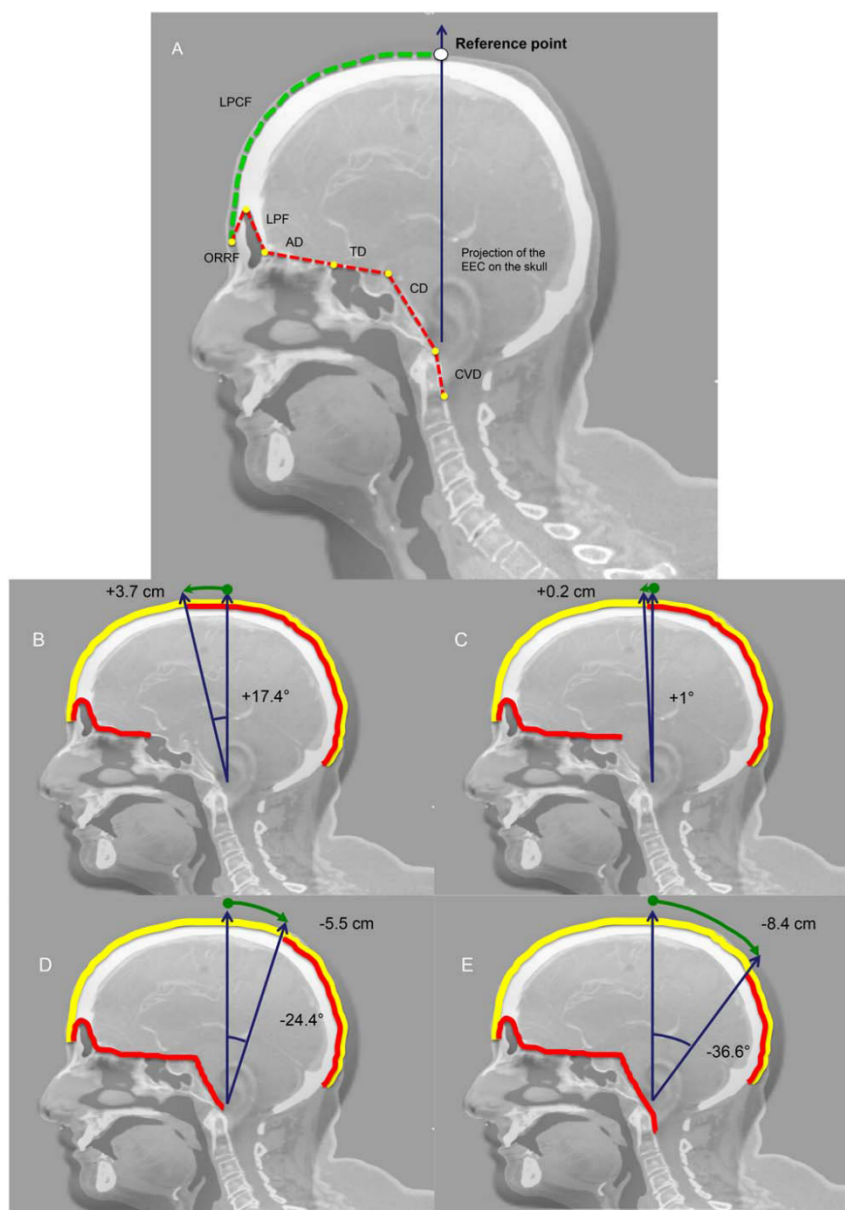 A
Reference point
LPCF
LPF
ORRF
AD
TD
Projection of the
EEC on the skull
CD
CVD
+3.7 cm
B
+17.4°
+0.2 cm
C
+1°
-5.5 cm
D
-24.4°
-8.4 cm
E
-36.6°